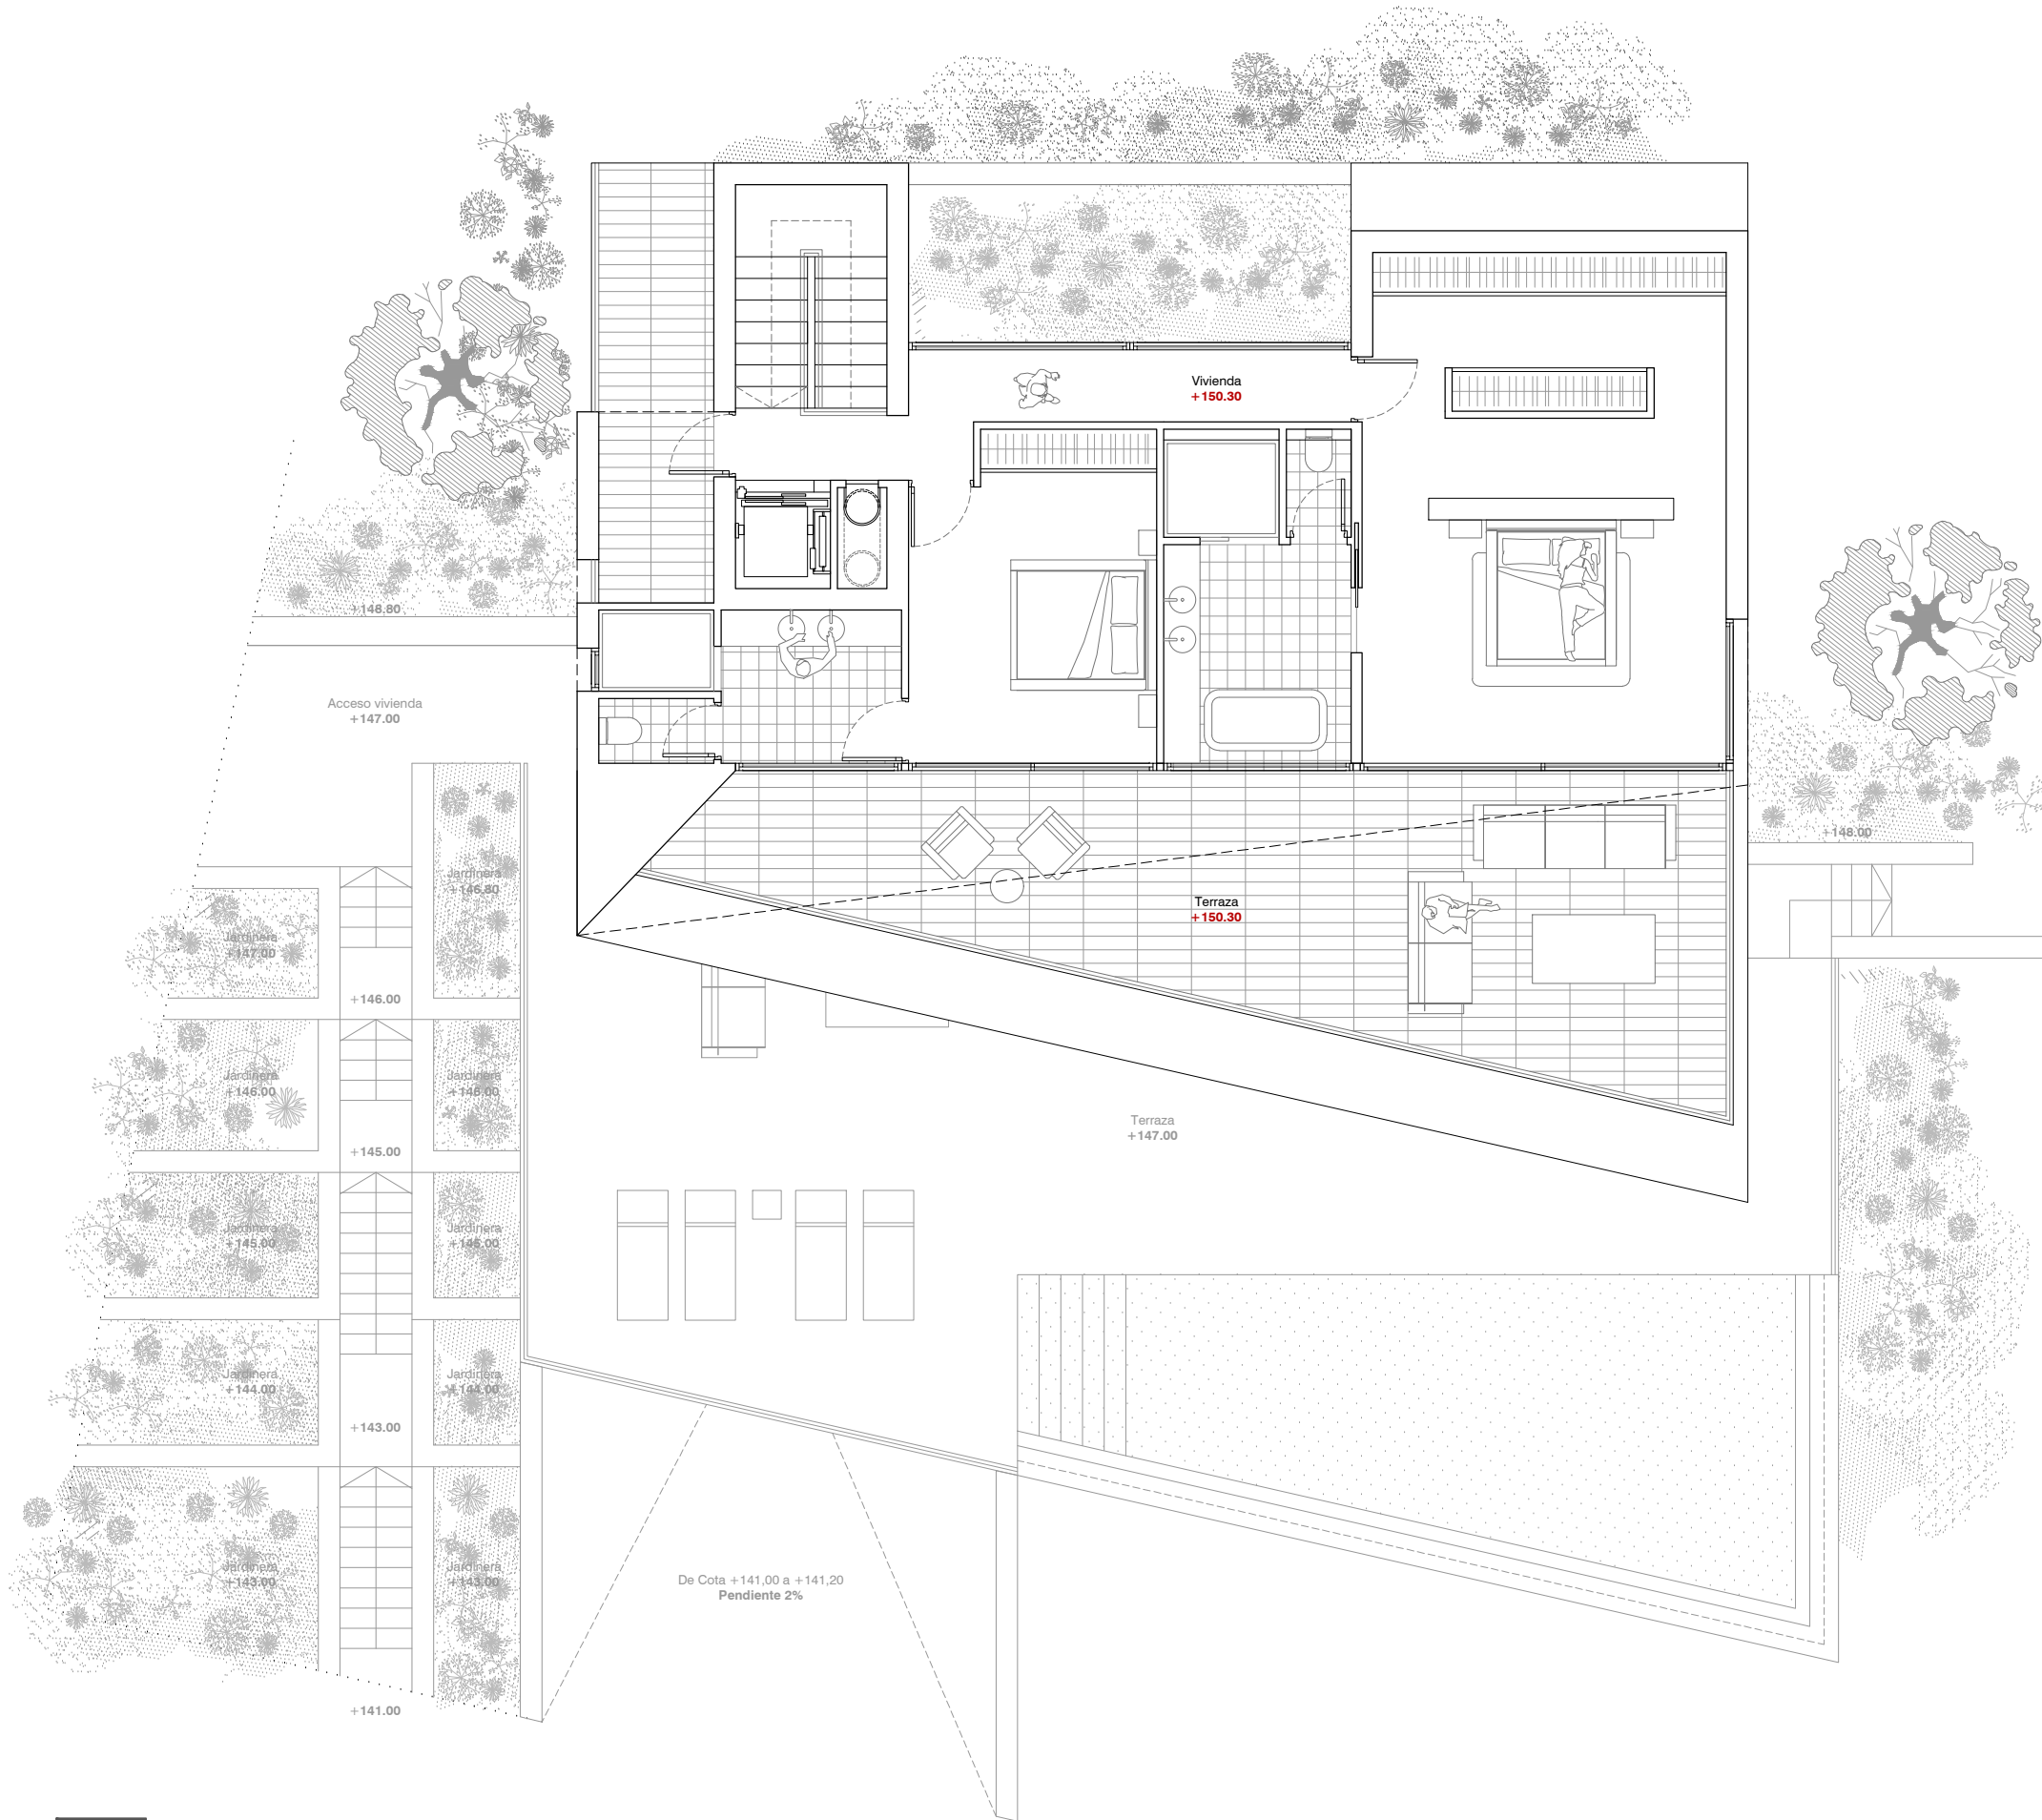 Vivienda
+150.30
+148.80
Acceso vivienda
+147.00
+148.00
Jardinera
+146.80
Terraza
+150.30
Jardinera
+147.00
+146.00
Jardinera
+146.00
Jardinera
+146.00
Terraza
+147.00
+145.00
Jardinera
+145.00
Jardinera
+146.00
Jardinera
+144.00
Jardinera
+144.00
+143.00
Jardinera
+143.00
Jardinera
+143.00
De Cota +141,00 a +141,20
Pendiente 2%
+141.00